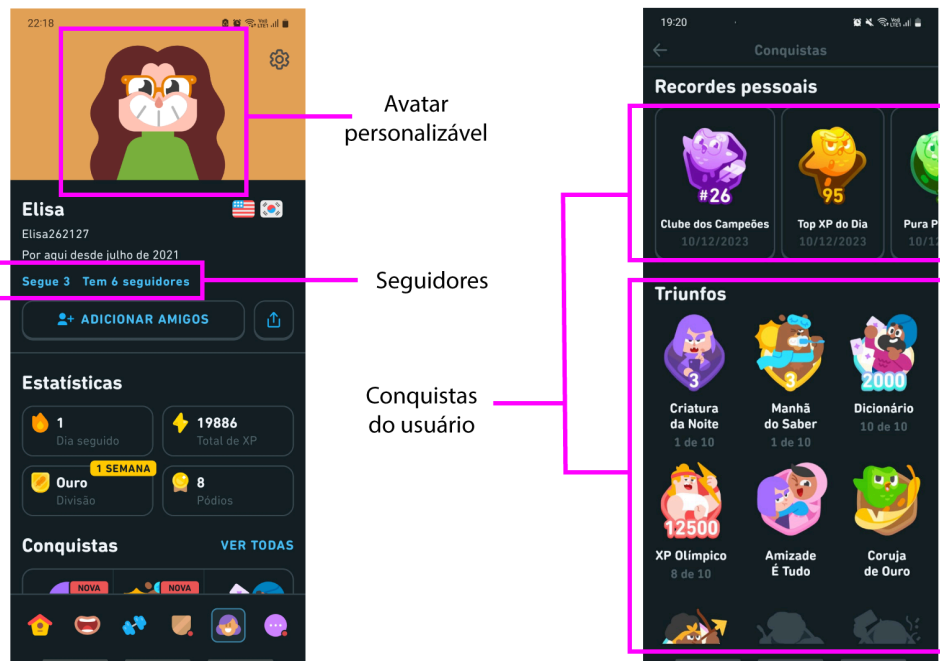 22:18
Elisa
Elisa262127
Por aqui desde julho de 2021
Segue 3 Tem 6 seguidores
ADICIONAR AMIGOS
Estatísticas
1
Dia seguido
19886
Total de XP
1 SEMANA
Ouro
Divisão
8
Pódios
Conquistas
VER TODAS
NOVA
NOVA
Avatar
personalizável
Seguidores
Conquistas
do usuário
19:20
Conquistas
Recordes pessoais
#26
Clube dos Campeões
10/12/2023
95
Top XP do Dia
10/12/2023
Pura P
13/12
Triunfos
3
Criatura
da Noite
1 de 10
3
Manhã
do Saber
1 de 10
2000
Dicionário
10 de 10
12500
XP Olímpico
8 de 10
Amizade
É Tudo
Coruja
de Ouro